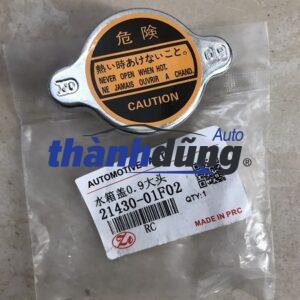 危険
熱い時あけないこと。
NEVER OPEN WHEN HOT.
NE JAMAIS OUVRIR A CHAND.
CAUTION
Auto
thànhdũng®
AUTOMOTIVE
水箱盖0.9大头
21430-01F02
QTY:1
RC
MADE IN PRC